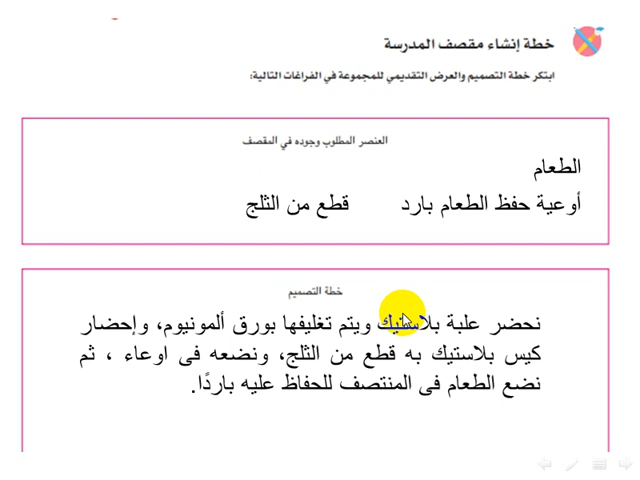 خطة إنشاء مقصف المدرسة
ابتكر خطة التصميم والعرض التقديمي للمجموعة في الفراغات التالية:
العنصر المطلوب وجوده في المقصف
الطعام
أوعية حفظ الطعام بارد قطع من الثلج
خطة التصميم
نحضر علبة بلاستيك ويتم تغليفها بورق ألمونيوم، وإحضار
كيس بلاستيك به قطع من الثلج، ونضعه فى اوعاء ، ثم
نضع الطعام فى المنتصف للحفاظ عليه باردًا.